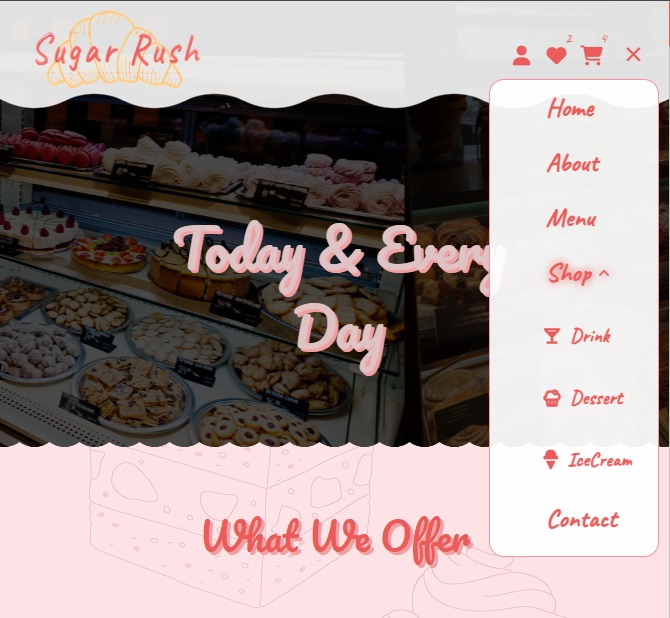 Sugar Rush
2
4
Home
About
Menu
Shop
Drink
Dessert
IceCream
Contact
Today & Every
Day
What We Offer